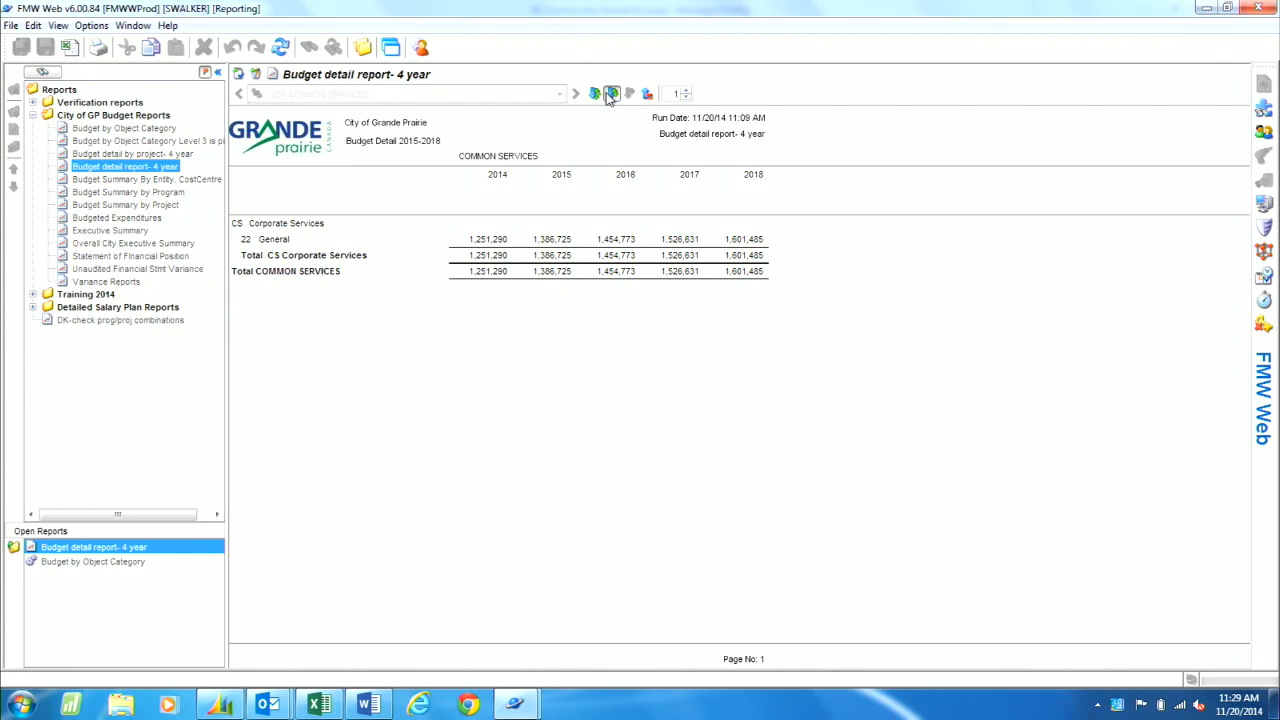 FMW Web v6.00.84 [FMWWProd] [SWALKER] [Reporting]
File Edit View Options Window Help
Reports
Verification reports
City of GP Budget Reports
Budget by Object Category
Budget by Object Category Level 3 is pi
Budget detail by project- 4 year
Budget detail report- 4 year
Budget Summary By Entity, CostCentre
Budget Summary by Program
Budget Summary by Project
Budgeted Expenditures
Executive Summary
Overall City Executive Summary
Statement of Financial Position
Unaudited Financial Stmt Variance
Variance Reports
Training 2014
Detailed Salary Plan Reports
DK-check prog/proj combinations
Open Reports
Budget detail report- 4 year
Budget by Object Category
Budget detail report- 4 year
COMMON SERVICES
1
GRANDE
prairie
CANADA
City of Grande Prairie
Budget Detail 2015-2018
Run Date: 11/20/14 11:09 AM
Budget detail report- 4 year
COMMON SERVICES
2014 2015 2016 2017 2018
CS Corporate Services
22 General 1,251,290 1,386,725 1,454,773 1,526,631 1,601,485
Total CS Corporate Services 1,251,290 1,386,725 1,454,773 1,526,631 1,601,485
Total COMMON SERVICES 1,251,290 1,386,725 1,454,773 1,526,631 1,601,485
Page No: 1
FMW Web
11:29 AM
11/20/2014